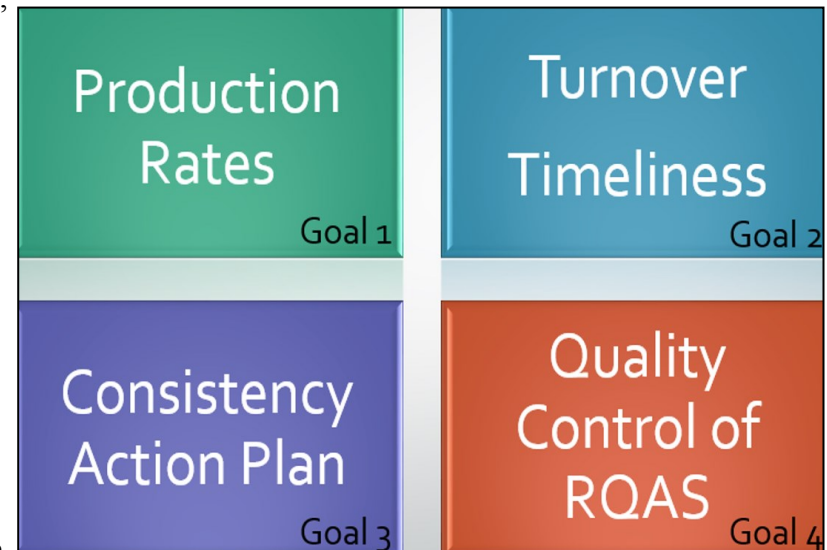 Production
Rates
Goal 1
Turnover
Timeliness
Goal 2
Consistency
Action Plan
Goal 3
Quality
Control of
RQAS
Goal 4